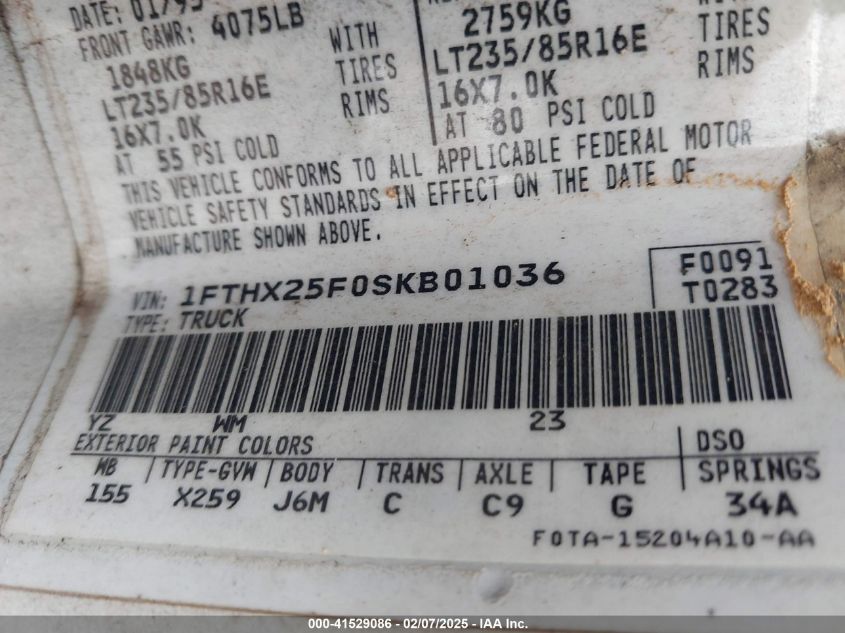 DATE: 01/95
FRONT GAWR: 4075LB
1848KG WITH
LT235/85R16E TIRES
16X7.0K RIMS
AT 55 PSI COLD
2759KG WITH
LT235/85R16E TIRES
16X7.0K RIMS
AT 80 PSI COLD
THIS VEHICLE CONFORMS TO ALL APPLICABLE FEDERAL MOTOR
VEHICLE SAFETY STANDARDS IN EFFECT ON THE DATE OF
MANUFACTURE SHOWN ABOVE.
VIN: 1FTHX25F0SKB01036 F0091
TYPE: TRUCK T0283
YZ WM 23
EXTERIOR PAINT COLORS DSO
WB TYPE-GVW BODY TRANS AXLE TAPE SPRINGS
155 X259 J6M C C9 G 34A
F0TA-15204A10-AA
000-41529086 - 02/07/2025 - IAA Inc.